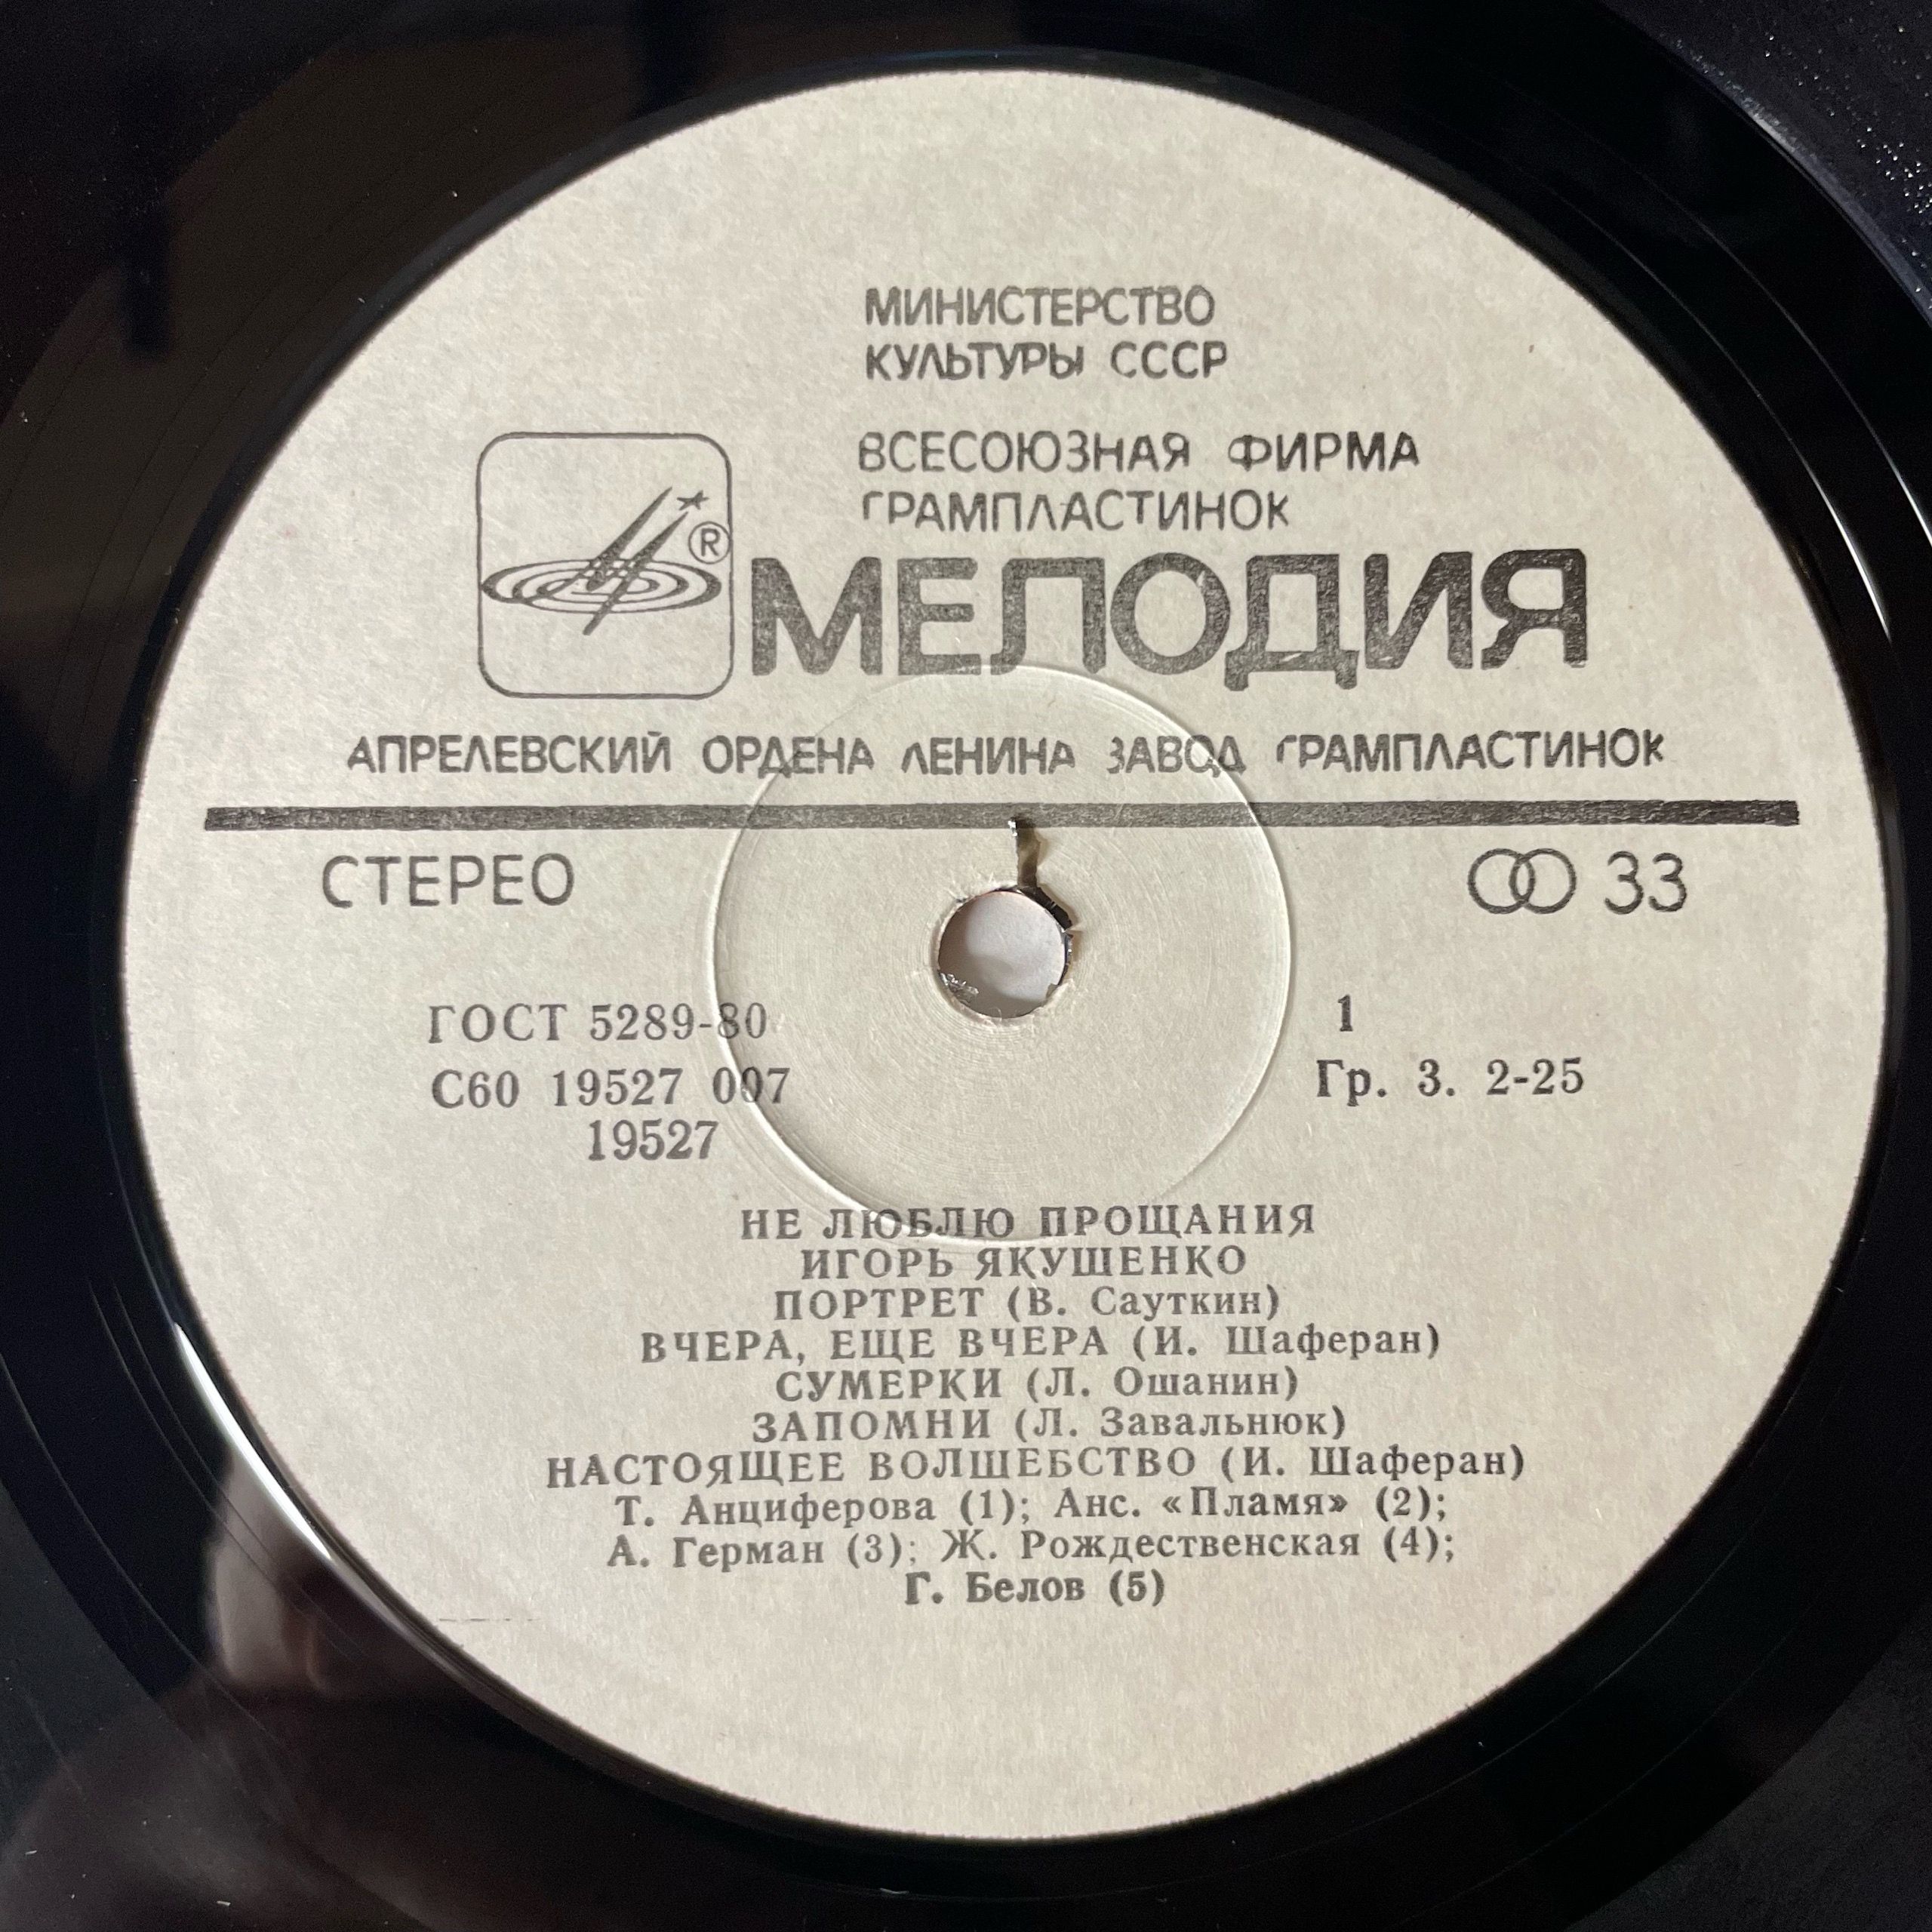 МИНИСТЕРСТВО
КУЛЬТУРЫ СССР
ВСЕСОЮЗНАЯ ФИРМА
ГРАМПЛАСТИНОК
®
МЕЛОДИЯ
АПРЕЛЕВСКИЙ ОРДЕНА ЛЕНИНА ЗАВОД ГРАМПЛАСТИНОК
СТЕРЕО
33
ГОСТ 5289-80
1
С60 19527 007
Гр. 3. 2-25
19527
НЕ ЛЮБЛЮ ПРОЩАНИЯ
ИГОРЬ ЯКУШЕНКО
ПОРТРЕТ (В. Сауткин)
ВЧЕРА, ЕЩЕ ВЧЕРА (И. Шаферан)
СУМЕРКИ (Л. Ошанин)
ЗАПОМНИ (Л. Завальнюк)
НАСТОЯЩЕЕ ВОЛШЕБСТВО (И. Шаферан)
Т. Анциферова (1); Анс. «Пламя» (2);
А. Герман (3); Ж. Рождественская (4);
Г. Белов (5)